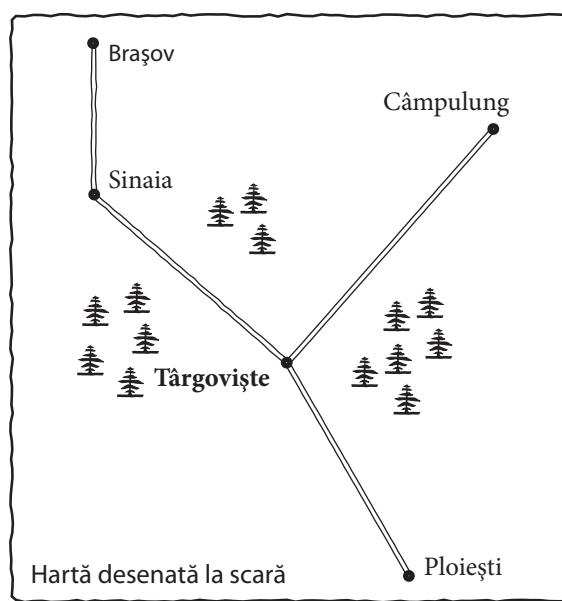 Braşov
Câmpulung
Sinaia
Târgovişte
Ploieşti
Hartă desenată la scară